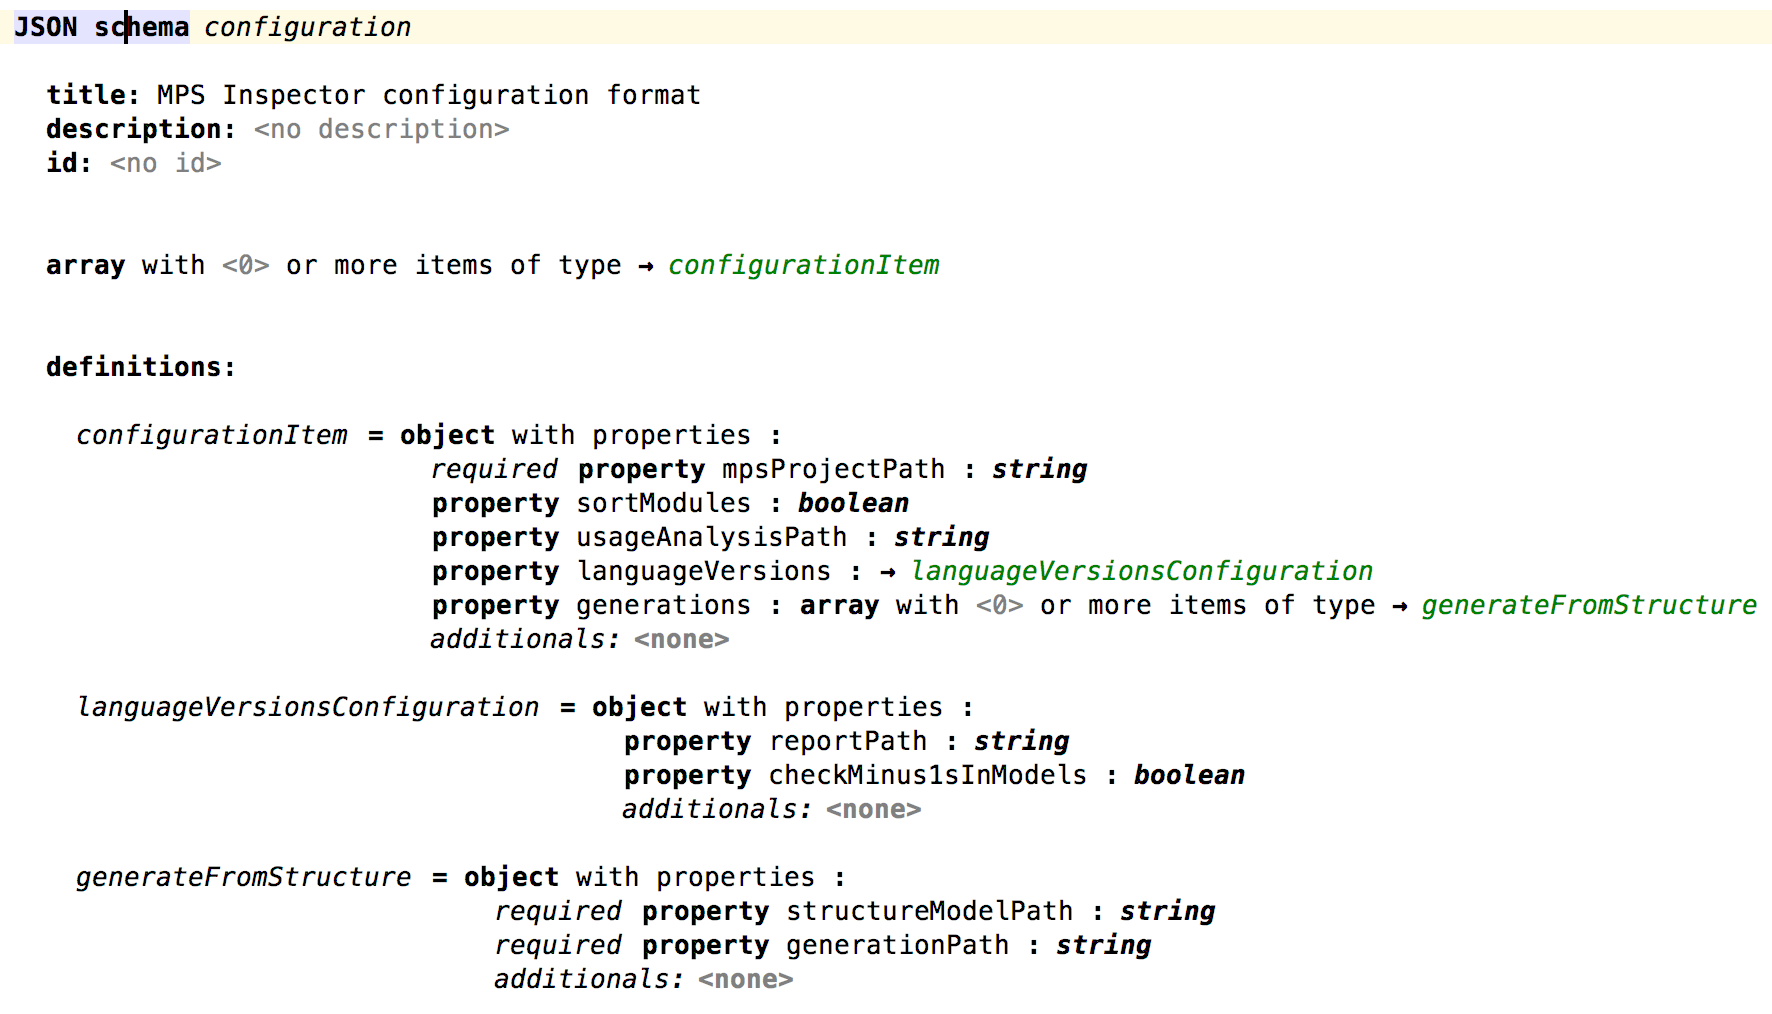 JSON schema configuration
title: MPS Inspector configuration format
description: <no description>
id: <no id>
array with <0> or more items of type → configurationItem
definitions:
configurationItem = object with properties :
required property mpsProjectPath : string
property sortModules : boolean
property usageAnalysisPath : string
property languageVersions : → languageVersionsConfiguration
property generations : array with <0> or more items of type → generateFromStructure
additionals: <none>
languageVersionsConfiguration = object with properties :
property reportPath : string
property checkMinus1sInModels : boolean
additionals: <none>
generateFromStructure = object with properties :
required property structureModelPath : string
required property generationPath : string
additionals: <none>